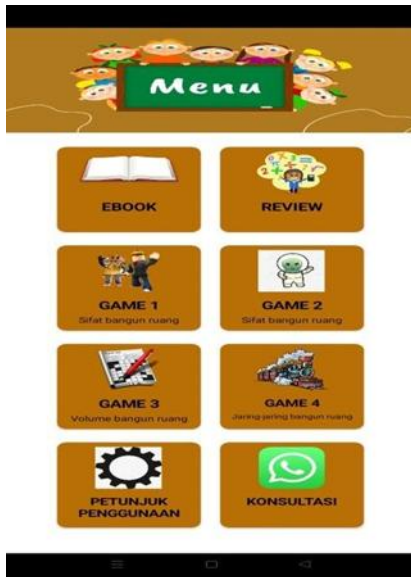 Menu
EBOOK
REVIEW
GAME 1
Sifat bangun ruang
GAME 2
Sifat bangun ruang
GAME 3
Volume bangun ruang
GAME 4
Jaring-jaring bangun ruang
PETUNJUK
PENGGUNAAN
KONSULTASI